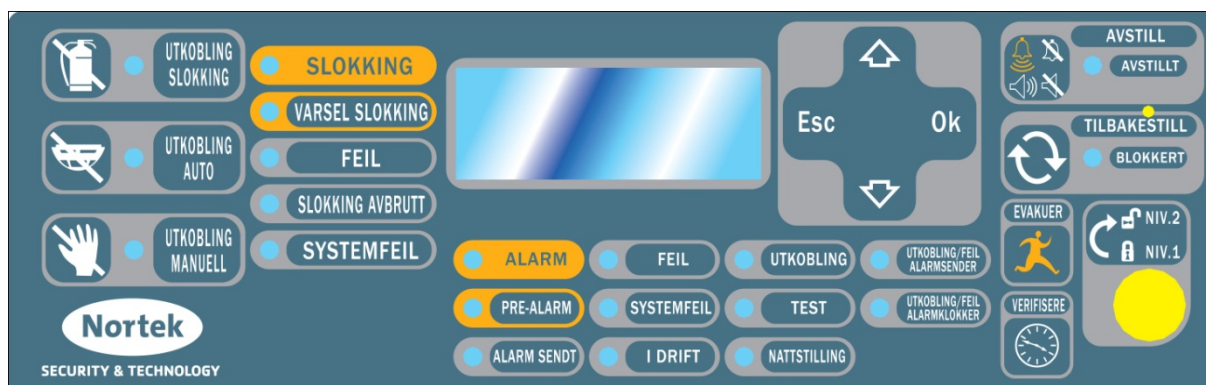 UTKOBLING
SLOKKING
UTKOBLING
AUTO
UTKOBLING
MANUELL
Nortek
SECURITY & TECHNOLOGY
SLOKKING
VARSEL SLOKKING
FEIL
SLOKKING AVBRUTT
SYSTEMFEIL
Esc
Ok
ALARM
PRE-ALARM
ALARM SENDT
FEIL
SYSTEMFEIL
I DRIFT
UTKOBLING
TEST
NATTSTILLING
UTKOBLING/FEIL
ALARMSENDER
UTKOBLING/FEIL
ALARMKLOKKER
AVSTILL
AVSTILLT
TILBAKESTILL
BLOKKERT
EVAKUER
VERIFISERE
NIV.2
NIV.1